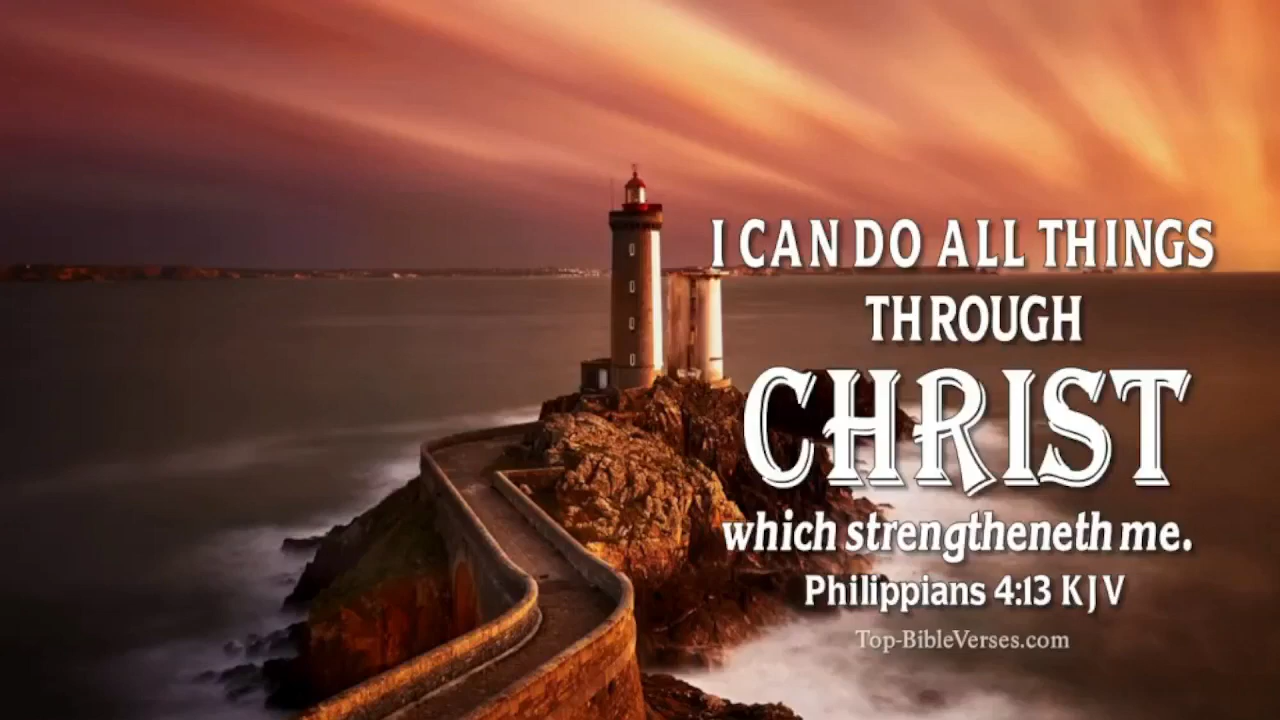 I CAN DO ALL THINGS
THROUGH
CHRIST
which strengtheneth me.
Philippians 4:13 KJV
Top-BibleVerses.com